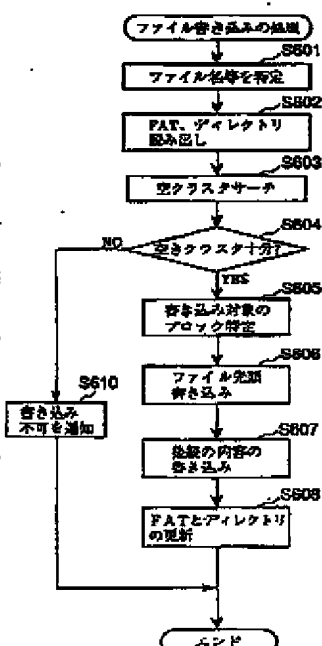 ファイル書き込みの処理
S601
ファイル名等を特定
S602
FAT、ディレクトリ
読み出し
S603
空クラスタサーチ
S604
空きクラスタ十分?
NO
YES
S605
書き込み対象の
ブロック特定
S606
ファイル先頭
書き込み
S610
書き込み
不可を通知
S607
後続の内容の
書き込み
S608
FATとディレクトリ
の更新
エンド